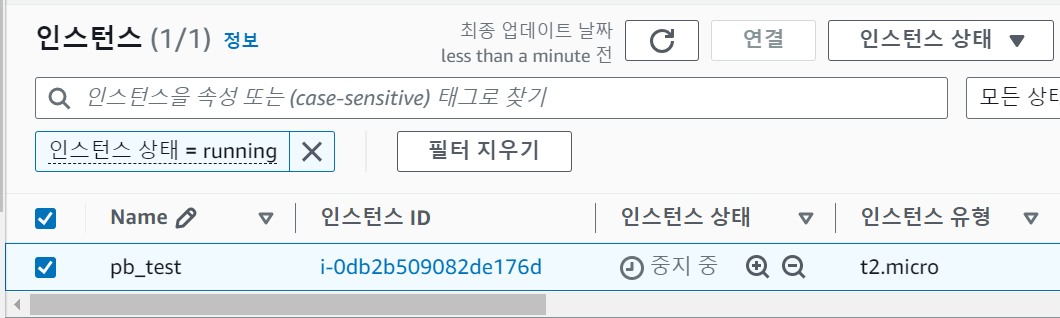 인스턴스 (1/1) 정보
최종 업데이트 날짜
less than a minute 전
연결
인스턴스 상태
인스턴스을 속성 또는 (case-sensitive) 태그로 찾기
모든 상태
인스턴스 상태 = running
필터 지우기
Name 인스턴스 ID 인스턴스 상태 인스턴스 유형
pb_test i-0db2b509082de176d 중지 중 t2.micro